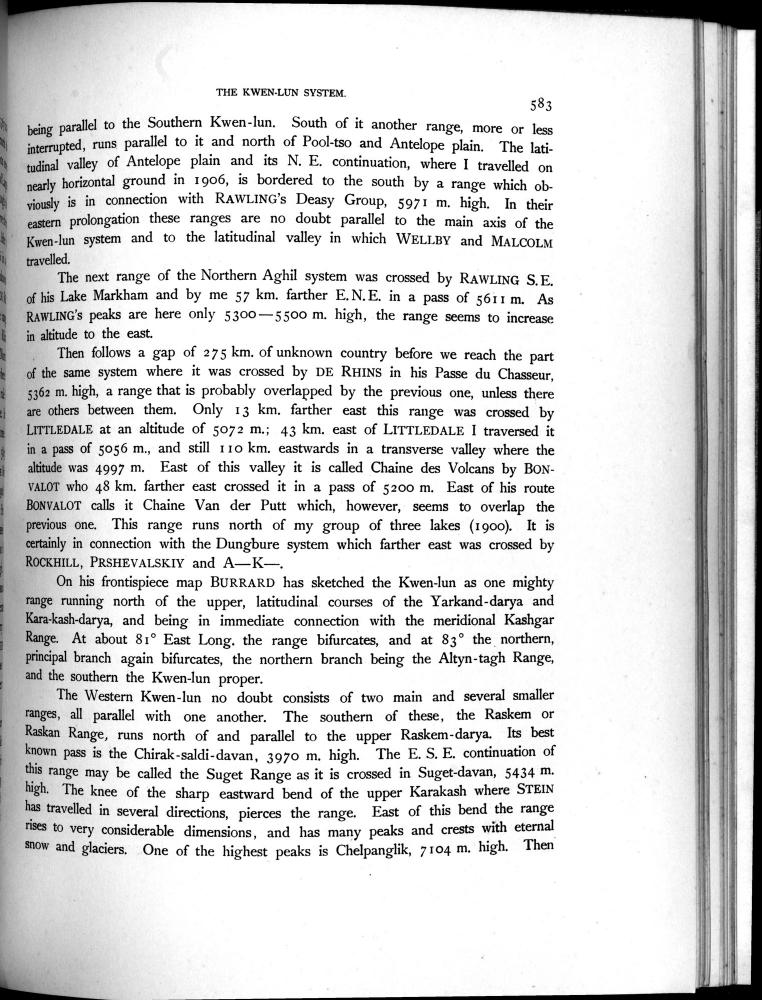 THE KWEN-LUN SYSTEM.
583
being parallel to the Southern Kwen-lun. South of it another range, more or less
interrupted, runs parallel to it and north of Pool-tso and Antelope plain. The lati-
tudinal valley of Antelope plain and its N. E. continuation, where I travelled on
nearly horizontal ground in 1906, is bordered to the south by a range which ob-
viously is in connection with RAWLING's Deasy Group, 5971 m. high. In their
eastern prolongation these ranges are no doubt parallel to the main axis of the
Kwen-lun system and to the latitudinal valley in which WELLBY and MALCOLM
travelled.
The next range of the Northern Aghil system was crossed by RAWLING S.E.
of his Lake Markham and by me 57 km. farther E.N.E. in a pass of 5611 m. As
RAWLING's peaks are here only 5300—5500 m. high, the range seems to increase
in altitude to the east.
Then follows a gap of 275 km. of unknown country before we reach the part
of the same system where it was crossed by DE RHINS in his Passe du Chasseur,
5362 m. high, a range that is probably overlapped by the previous one, unless there
are others between them. Only 13 km. farther east this range was crossed by
LITTLEDALE at an altitude of 5072 m.; 43 km. east of LITTLEDALE I traversed it
in a pass of 5056 m., and still 110 km. eastwards in a transverse valley where the
altitude was 4997 m. East of this valley it is called Chaine des Volcans by BON-
VALOT who 48 km. farther east crossed it in a pass of 5200 m. East of his route
BONVALOT calls it Chaine Van der Putt which, however, seems to overlap the
previous one. This range runs north of my group of three lakes (1900). It is
certainly in connection with the Dungbure system which farther east was crossed by
ROCKHILL, PRSHEVALSKIY and A—K—.
On his frontispiece map BURRARD has sketched the Kwen-lun as one mighty
range running north of the upper, latitudinal courses of the Yarkand-darya and
Kara-kash-darya, and being in immediate connection with the meridional Kashgar
Range. At about 81° East Long. the range bifurcates, and at 83° the northern,
principal branch again bifurcates, the northern branch being the Altyn-tagh Range,
and the southern the Kwen-lun proper.
The Western Kwen-lun no doubt consists of two main and several smaller
ranges, all parallel with one another. The southern of these, the Raskem or
Raskan Range, runs north of and parallel to the upper Raskem-darya. Its best
known pass is the Chirak-saldi-davan, 3970 m. high. The E. S. E. continuation of
this range may be called the Suget Range as it is crossed in Suget-davan, 5434 m.
high. The knee of the sharp eastward bend of the upper Karakash where STEIN
has travelled in several directions, pierces the range. East of this bend the range
rises to very considerable dimensions, and has many peaks and crests with eternal
snow and glaciers. One of the highest peaks is Chelpanglik, 7104 m. high. Then